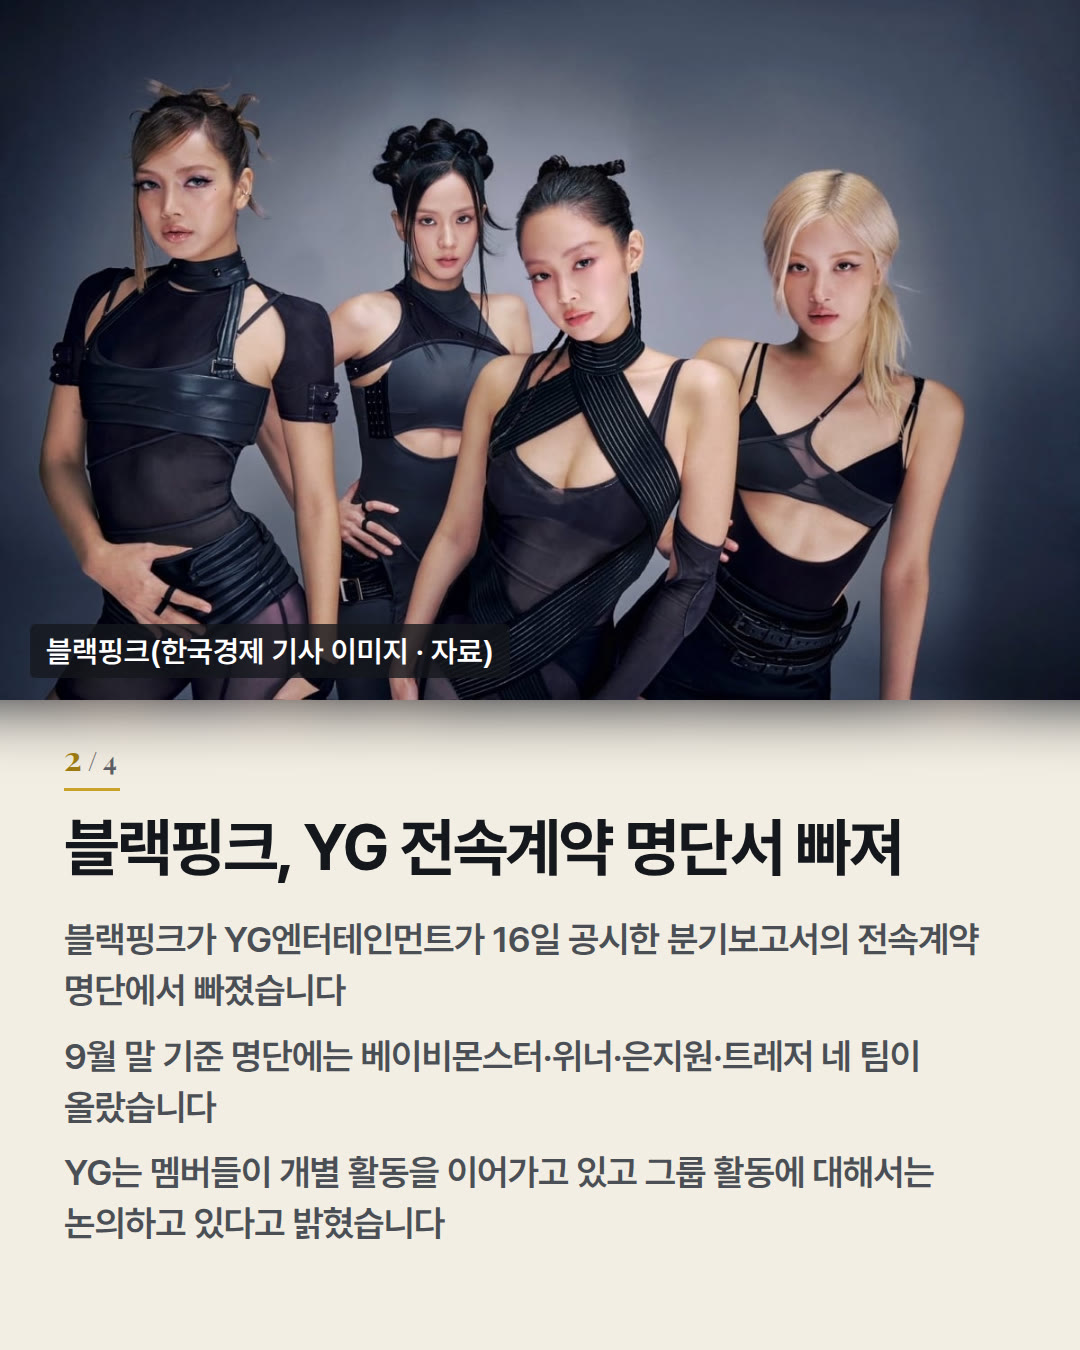 블랙핑크(한국경제 기사 이미지 · 자료)
2 / 4
블랙핑크, YG 전속계약 명단서 빠져
블랙핑크가 YG엔터테인먼트가 16일 공시한 분기보고서의 전속계약
명단에서 빠졌습니다
9월 말 기준 명단에는 베이비몬스터·위너·은지원·트레저 네 팀이
올랐습니다
YG는 멤버들이 개별 활동을 이어가고 있고 그룹 활동에 대해서는
논의하고 있다고 밝혔습니다